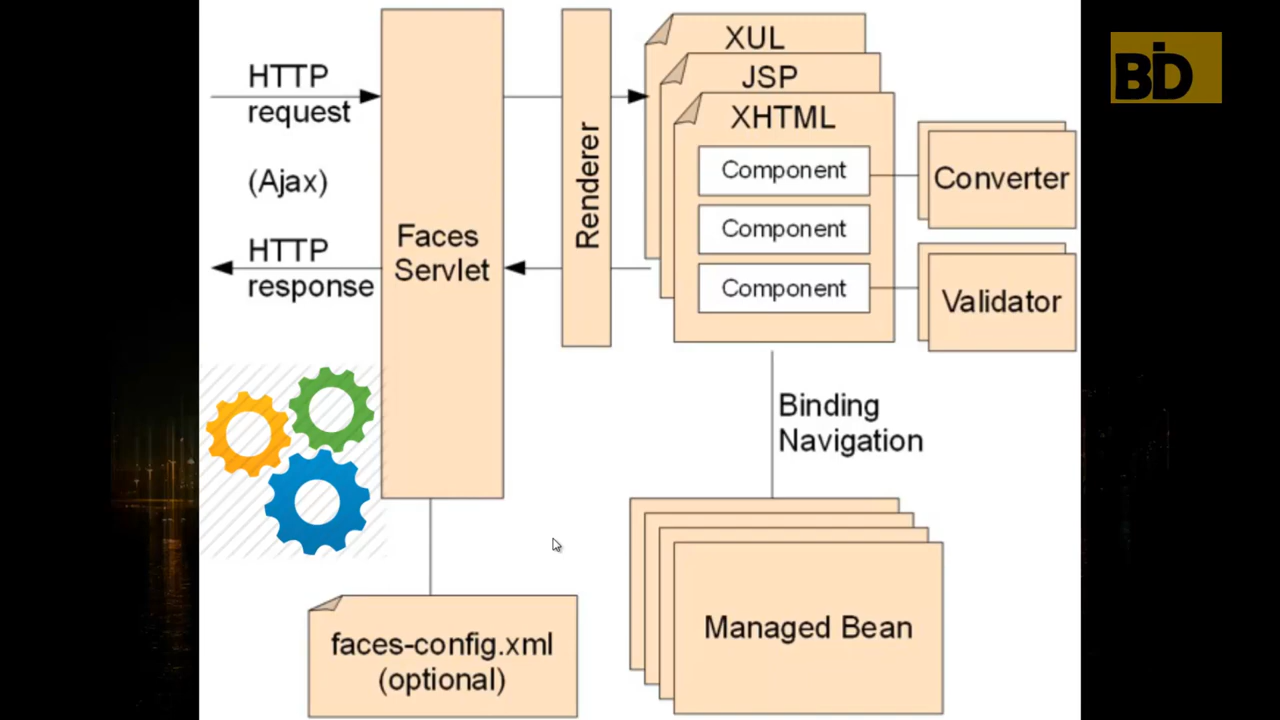 HTTP
request
(Ajax)
HTTP
response
Faces
Servlet
Renderer
XUL
JSP
XHTML
Component
Component
Component
Converter
Validator
Binding
Navigation
faces-config.xml
(optional)
Managed Bean
BiD